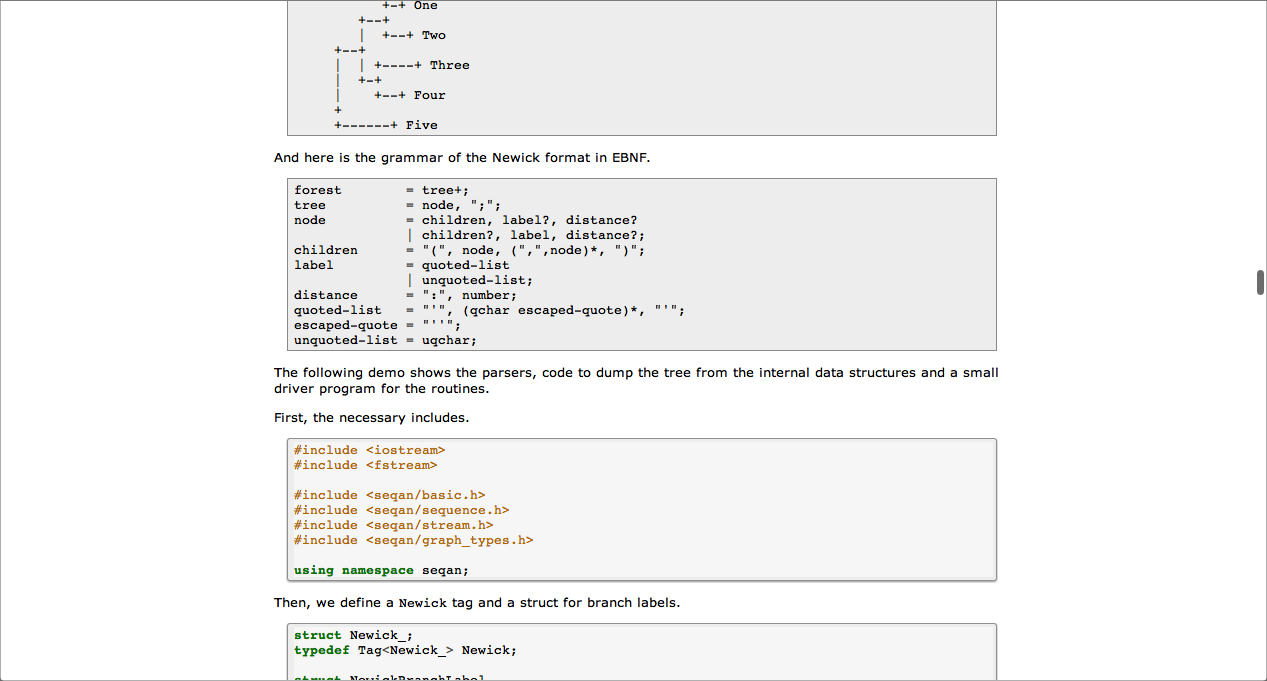 +-+ One
           +--+
           |  +--+ Two
        +--+
        |  | +----+ Three
        |  +-+
        |    +--+ Four
        +
        +------+ Five
And here is the grammar of the Newick format in EBNF.
forest        = tree+;
tree          = node, ";";
node          = children, label?, distance?
              | children?, label, distance?;
children      = "(", node, (",",node)*, ")";
label         = quoted-list
              | unquoted-list;
distance      = ":", number;
quoted-list   = "'", (qchar escaped-quote)*, "'";
escaped-quote = "''";
unquoted-list = uqchar;
The following demo shows the parsers, code to dump the tree from the internal data structures and a small
driver program for the routines.
First, the necessary includes.
#include <iostream>
#include <fstream>
#include <seqan/basic.h>
#include <seqan/sequence.h>
#include <seqan/stream.h>
#include <seqan/graph_types.h>
using namespace seqan;
Then, we define a Newick tag and a struct for branch labels.
struct Newick_;
typedef Tag<Newick_> Newick;
struct NewickBranchLabel